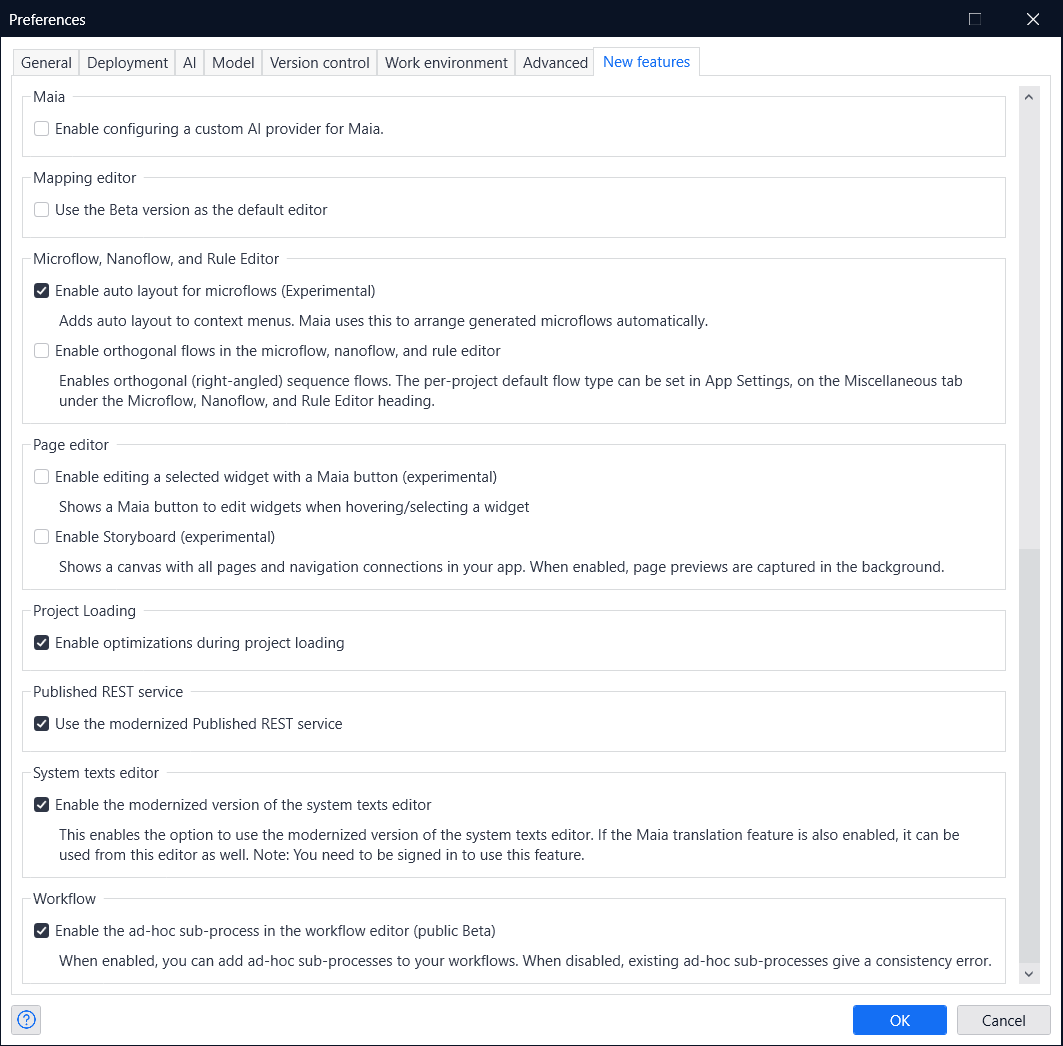 Preferences
General
Deployment
AI
Model
Version control
Work environment
Advanced
New features
Maia
Enable configuring a custom AI provider for Maia.
Mapping editor
Use the Beta version as the default editor
Microflow, Nanoflow, and Rule Editor
Enable auto layout for microflows (Experimental)
Adds auto layout to context menus. Maia uses this to arrange generated microflows automatically.
Enable orthogonal flows in the microflow, nanoflow, and rule editor
Enables orthogonal (right-angled) sequence flows. The per-project default flow type can be set in App Settings, on the Miscellaneous tab
under the Microflow, Nanoflow, and Rule Editor heading.
Page editor
Enable editing a selected widget with a Maia button (experimental)
Shows a Maia button to edit widgets when hovering/selecting a widget
Enable Storyboard (experimental)
Shows a canvas with all pages and navigation connections in your app. When enabled, page previews are captured in the background.
Project Loading
Enable optimizations during project loading
Published REST service
Use the modernized Published REST service
System texts editor
Enable the modernized version of the system texts editor
This enables the option to use the modernized version of the system texts editor. If the Maia translation feature is also enabled, it can be
used from this editor as well. Note: You need to be signed in to use this feature.
Workflow
Enable the ad-hoc sub-process in the workflow editor (public Beta)
When enabled, you can add ad-hoc sub-processes to your workflows. When disabled, existing ad-hoc sub-processes give a consistency error.
?
OK
Cancel